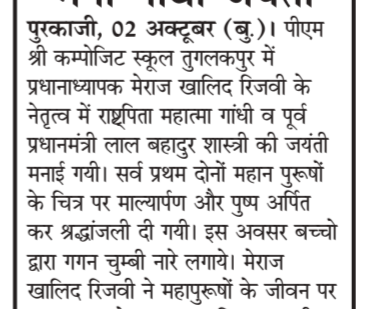 पुरकाजी, 02 अक्टूबर (बु.)। पीएम
श्री कम्पोजिट स्कूल तुगलकपुर में
प्रधानाध्यापक मेराज खालिद रिजवी के
नेतृत्व में राष्ट्रपिता महात्मा गांधी व पूर्व
प्रधानमंत्री लाल बहादुर शास्त्री की जयंती
मनाई गयी। सर्व प्रथम दोनों महान पुरूषों
के चित्र पर माल्यार्पण और पुष्प अर्पित
कर श्रद्धांजली दी गयी। इस अवसर बच्चो
द्वारा गगन चुम्बी नारे लगाये। मेराज
खालिद रिजवी ने महापुरूषों के जीवन पर